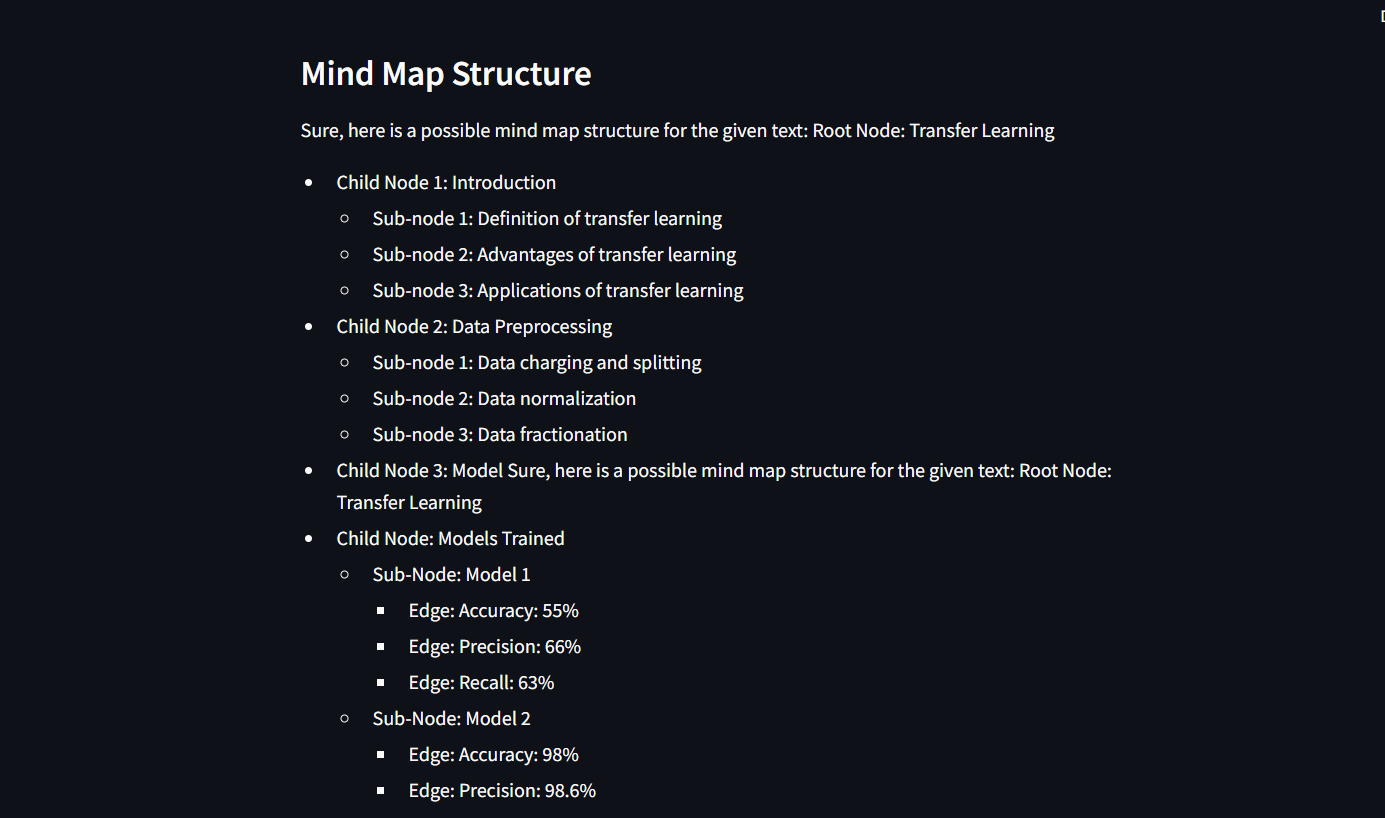 Mind Map Structure
Sure, here is a possible mind map structure for the given text: Root Node: Transfer Learning
Child Node 1: Introduction
Sub-node 1: Definition of transfer learning
Sub-node 2: Advantages of transfer learning
Sub-node 3: Applications of transfer learning
Child Node 2: Data Preprocessing
Sub-node 1: Data charging and splitting
Sub-node 2: Data normalization
Sub-node 3: Data fractionation
Child Node 3: Model Sure, here is a possible mind map structure for the given text: Root Node:
Transfer Learning
Child Node: Models Trained
Sub-Node: Model 1
Edge: Accuracy: 55%
Edge: Precision: 66%
Edge: Recall: 63%
Sub-Node: Model 2
Edge: Accuracy: 98%
Edge: Precision: 98.6%